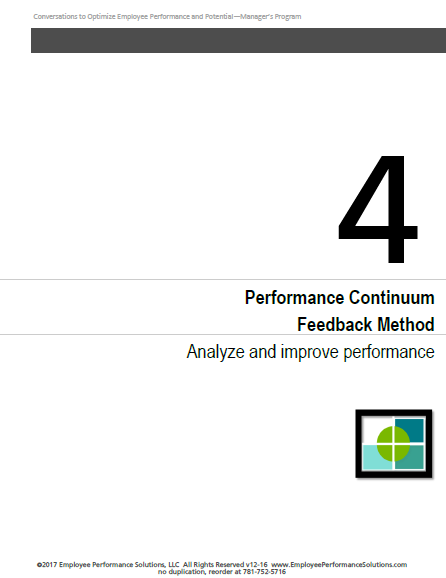 Conversations to Optimize Employee Performance and Potential—Manager's Program
4
Performance Continuum
Feedback Method
Analyze and improve performance
©2017 Employee Performance Solutions, LLC  All Rights Reserved v12-16  www.EmployeePerformanceSolutions.com
no duplication, reorder at 781-752-5716